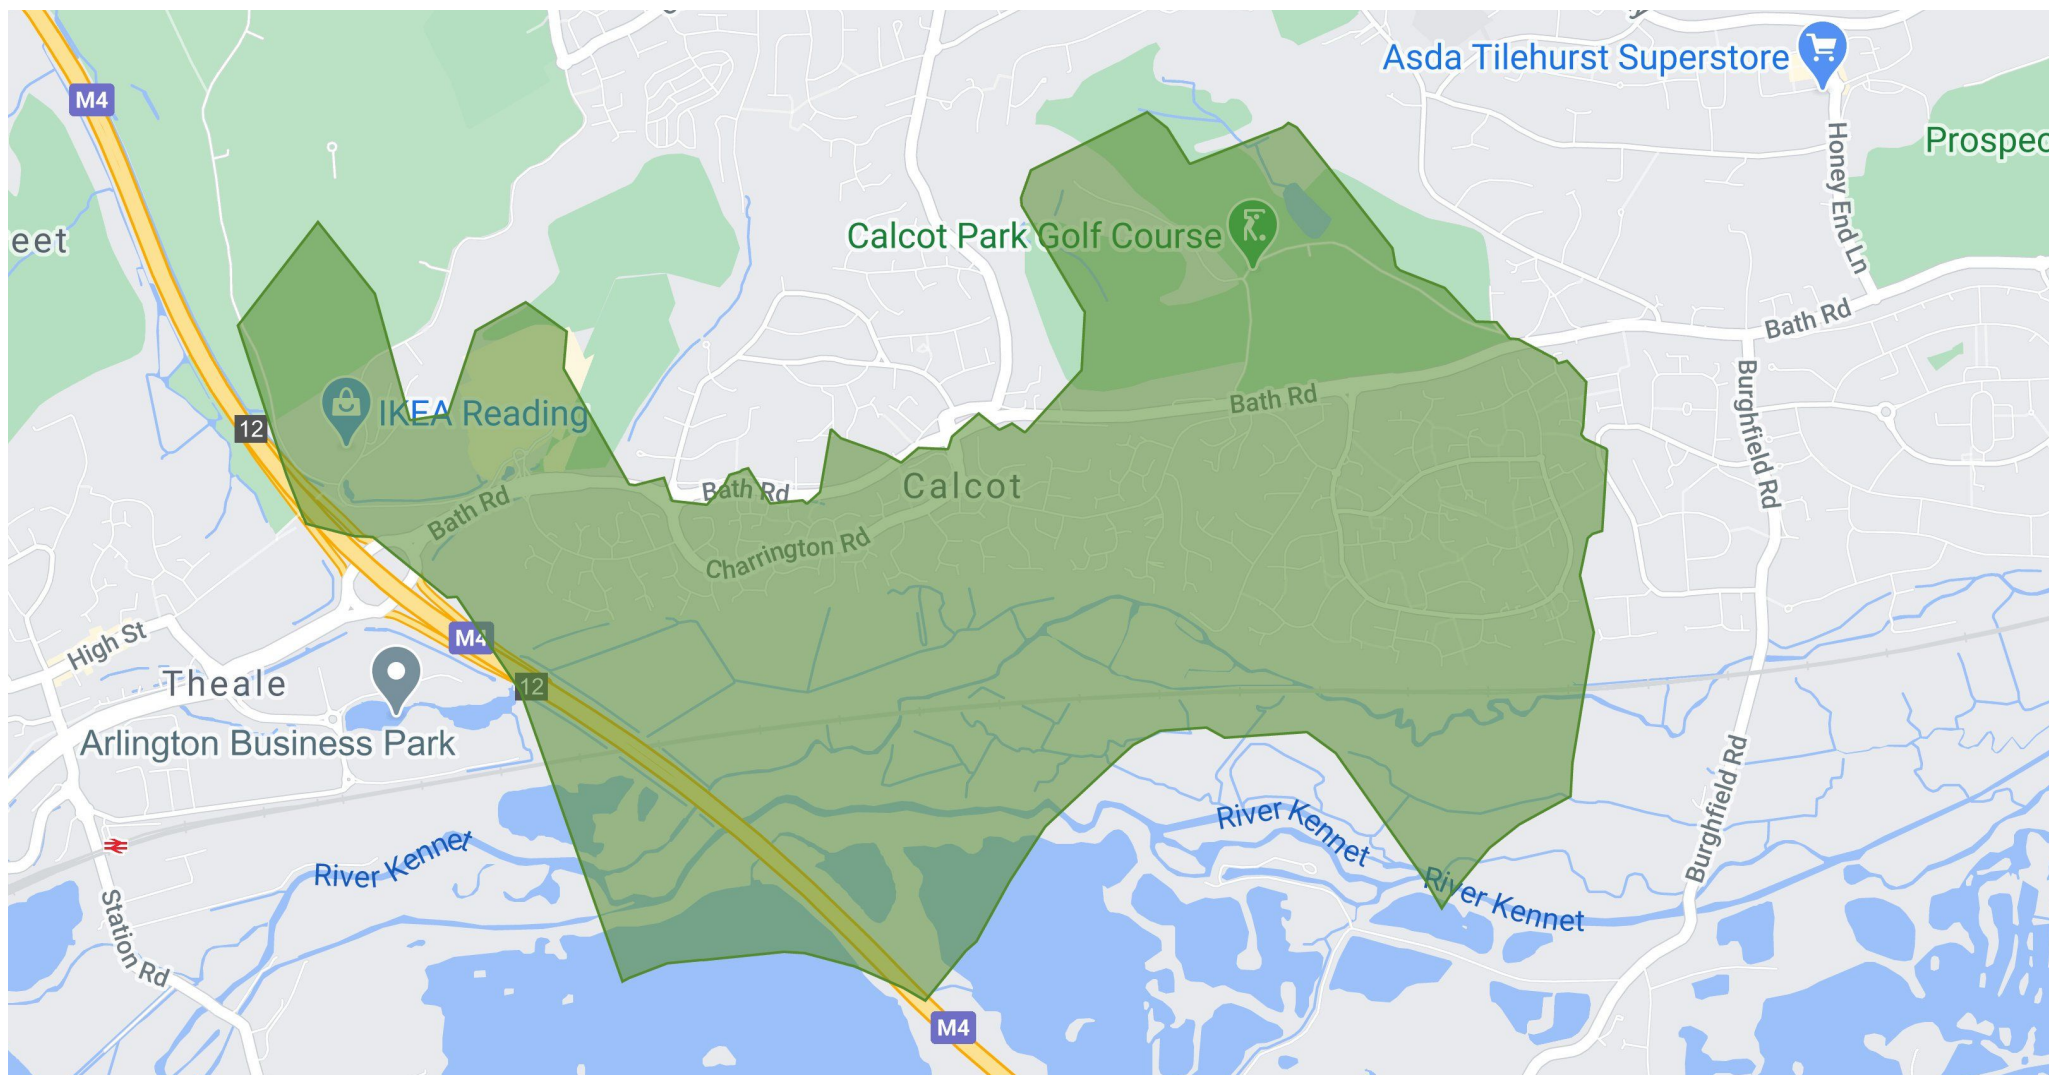 Asda Tilehurst Superstore
M4
Honey End Ln
Prospec
eet
Calcot Park Golf Course
Bath Rd
Burghfield Rd
Bath Rd
12
IKEA Reading
Calcot
Bath Rd
Bath Rd
Charrington Rd
High St
M4
12
Theale
Arlington Business Park
River Kennet
River Kennet
River Kennet
Burghfield Rd
Station Rd
M4